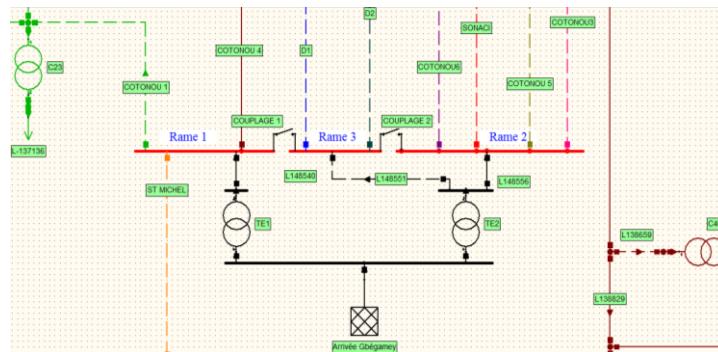 D2
SONACI
COTONOU3
COTONOU 4
D1
C23
COTONOU6
COTONOU 5
COTONOU 1
COUPLAGE 1
COUPLAGE 2
Rame 1
Rame 3
Rame 2
L-137136
L148540
L148551
L148556
ST MICHEL
TE1
TE2
L138659
C4
L138829
Arrivée Gbégamey